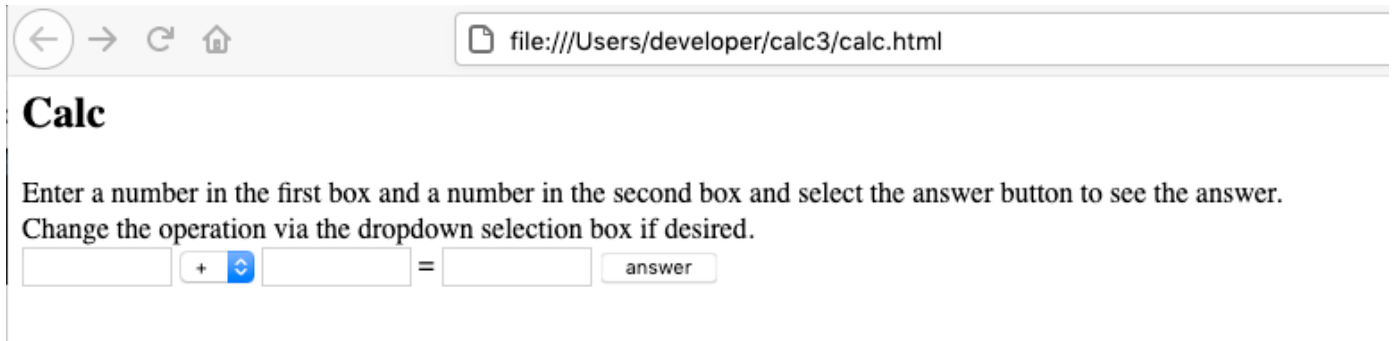 file:///Users/developer/calc3/calc.html
Calc
Enter a number in the first box and a number in the second box and select the answer button to see the answer.
Change the operation via the dropdown selection box if desired.
+ = answer